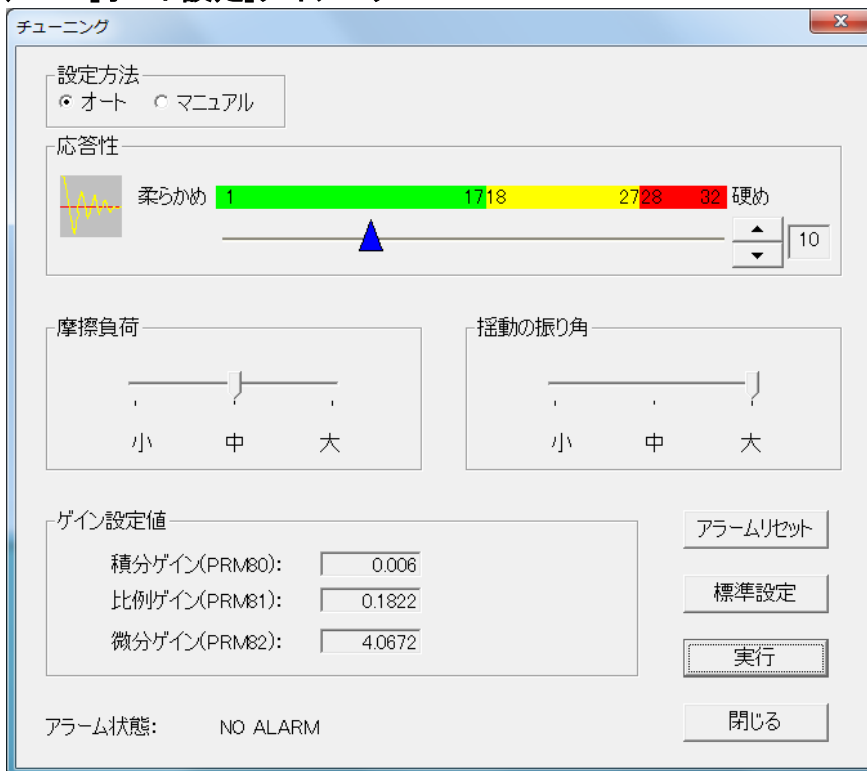 チューニング
設定方法
オート マニュアル
応答性
柔らかめ 1 17 18 27 28 32 硬め
10
摩擦負荷
小 中 大
揺動の振り角
小 中 大
ゲイン設定値
積分ゲイン(PRM80): 0.006
比例ゲイン(PRM81): 0.1822
微分ゲイン(PRM82): 4.0672
アラームリセット
標準設定
実行
閉じる
アラーム状態: NO ALARM